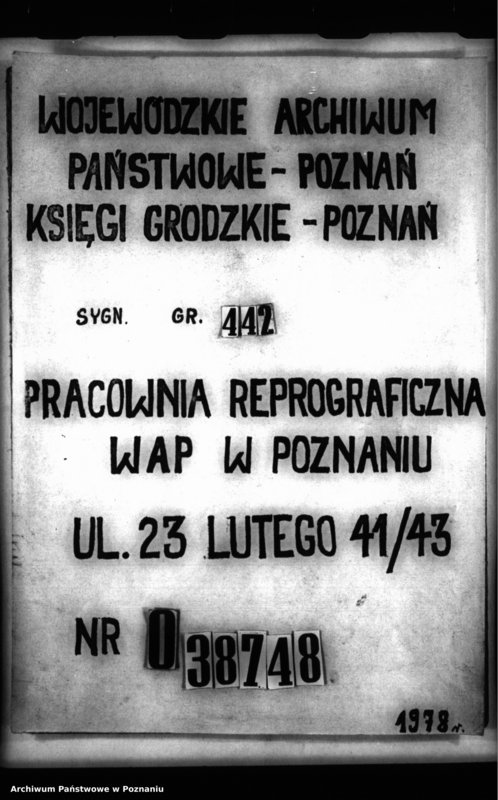 WOJEWÓDZKIE ARCHIWUM
PAŃSTWOWE - POZNAŃ
KSIĘGI GRODZKIE - POZNAŃ
SYGN. GR. 442
PRACOWNIA REPROGRAFICZNA
WAP W POZNANIU
UL. 23 LUTEGO 41/43
NR 038748
1978 r.
Archiwum Państwowe w Poznaniu